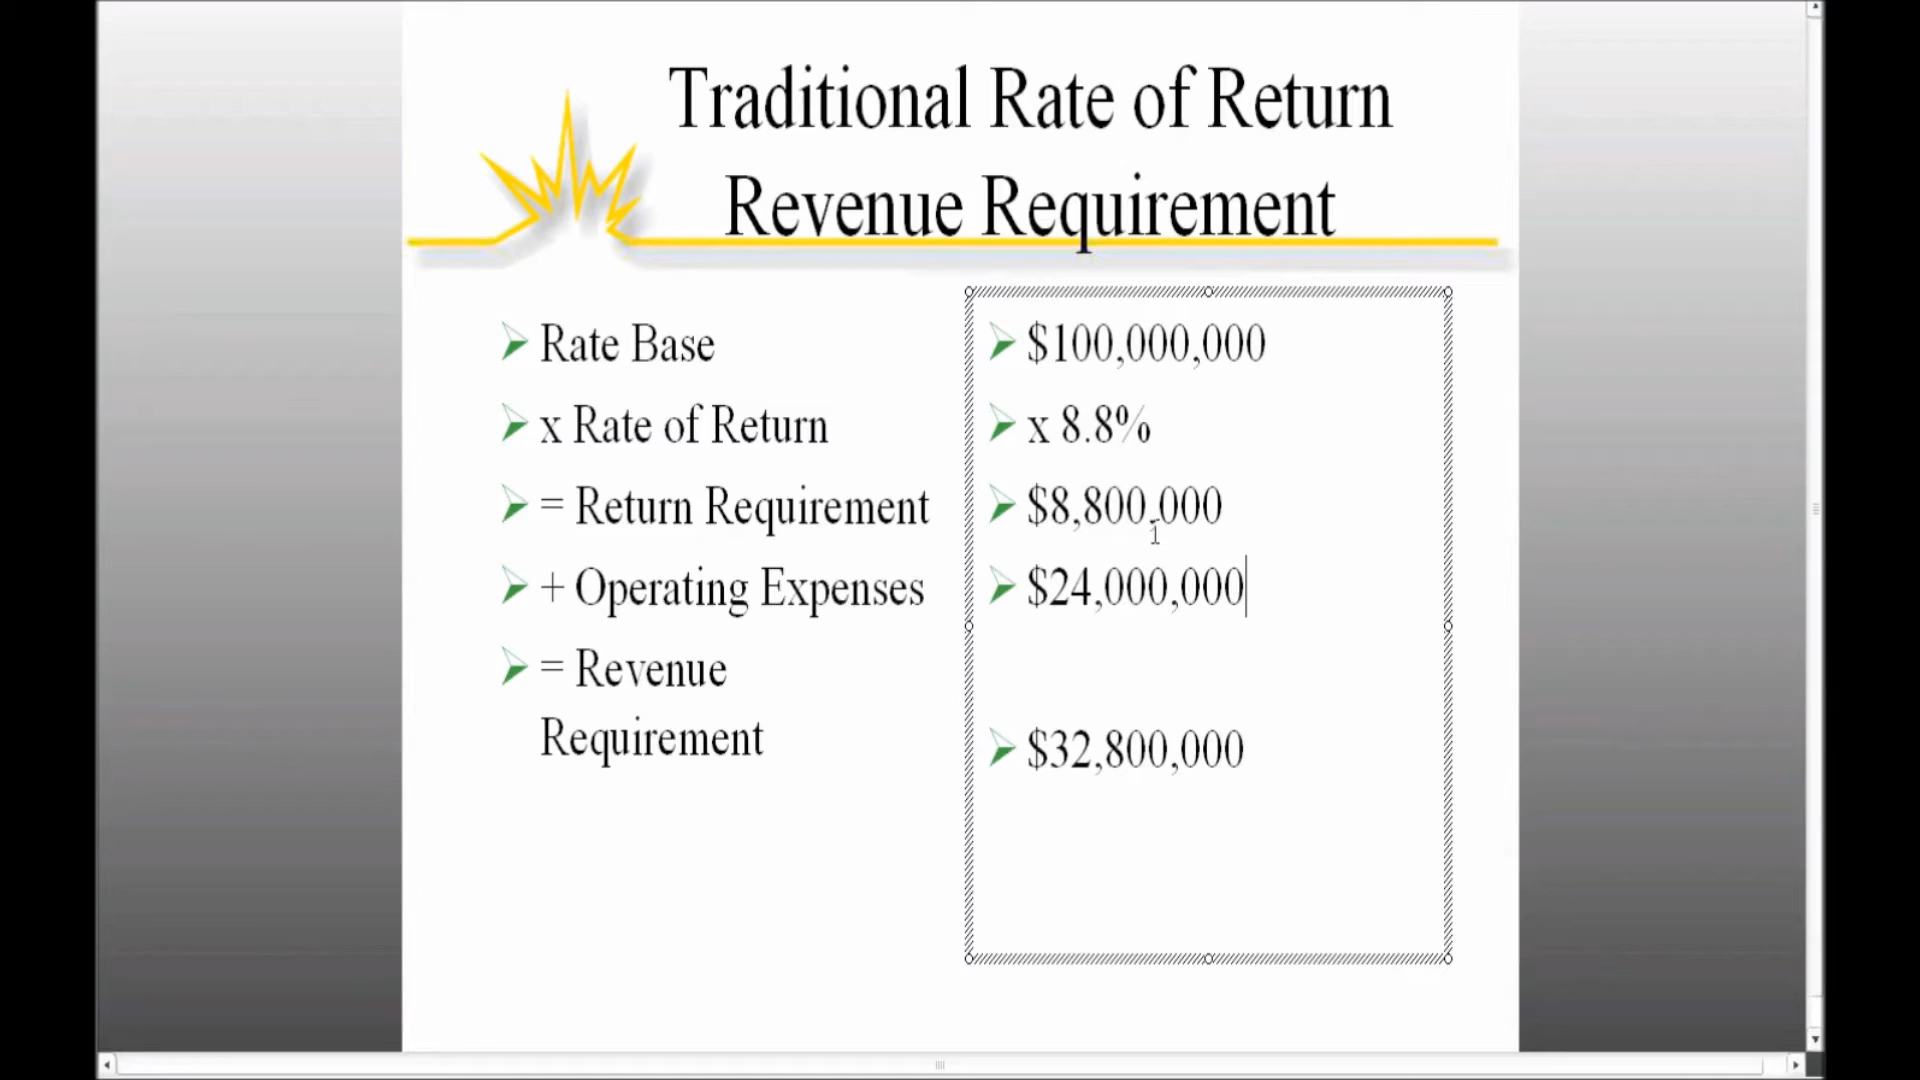 Traditional Rate of Return
Revenue Requirement
Rate Base
x Rate of Return
= Return Requirement
+ Operating Expenses
= Revenue
Requirement
$100,000,000
x 8.8%
$8,800,000
$24,000,000
$32,800,000